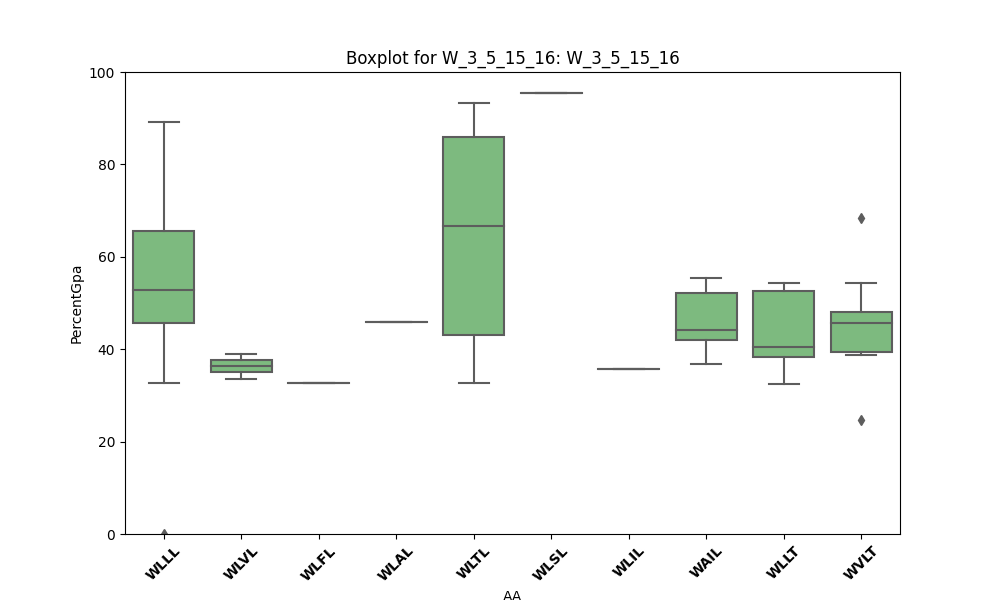 Boxplot for W_3_5_15_16: W_3_5_15_16
100
80
60
40
20
0
PercentGpa
WLLL
WLVL
WLFL
WLAL
WLTL
WLSL
WLIL
WAIL
WLLT
WVLT
AA